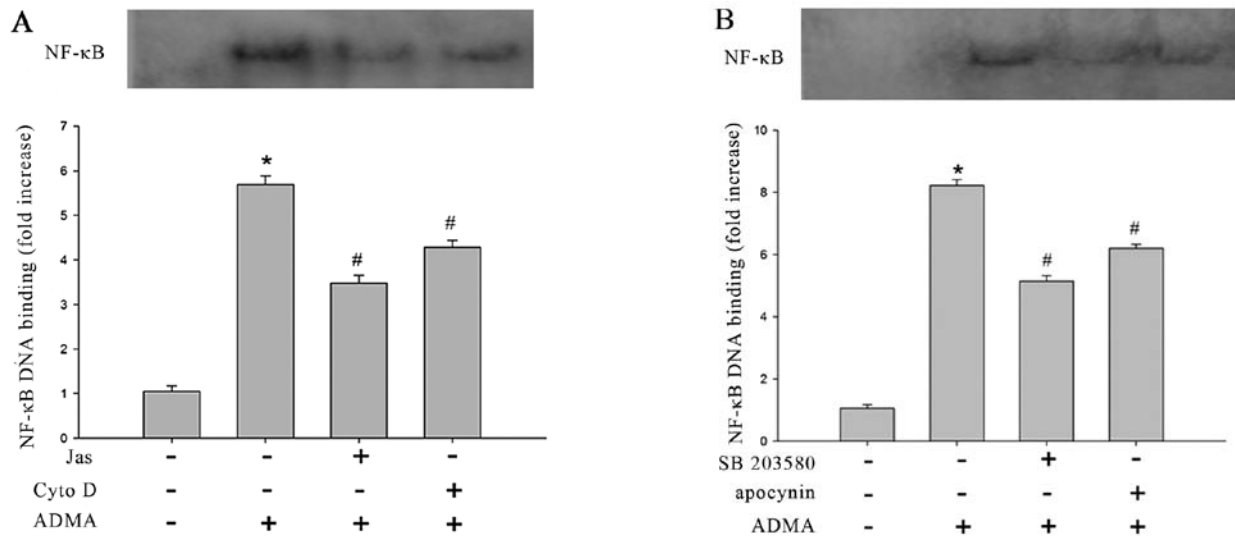 A
NF-κB
NF-κB DNA binding (fold increase)
7
6
5
4
3
2
1
0
*
#
#
Jas - - + -
Cyto D - - - +
ADMA - + + +
B
NF-κB
NF-κB DNA binding (fold increase)
10
8
6
4
2
0
*
#
#
SB 203580 - - + -
apocynin - - - +
ADMA - + + +